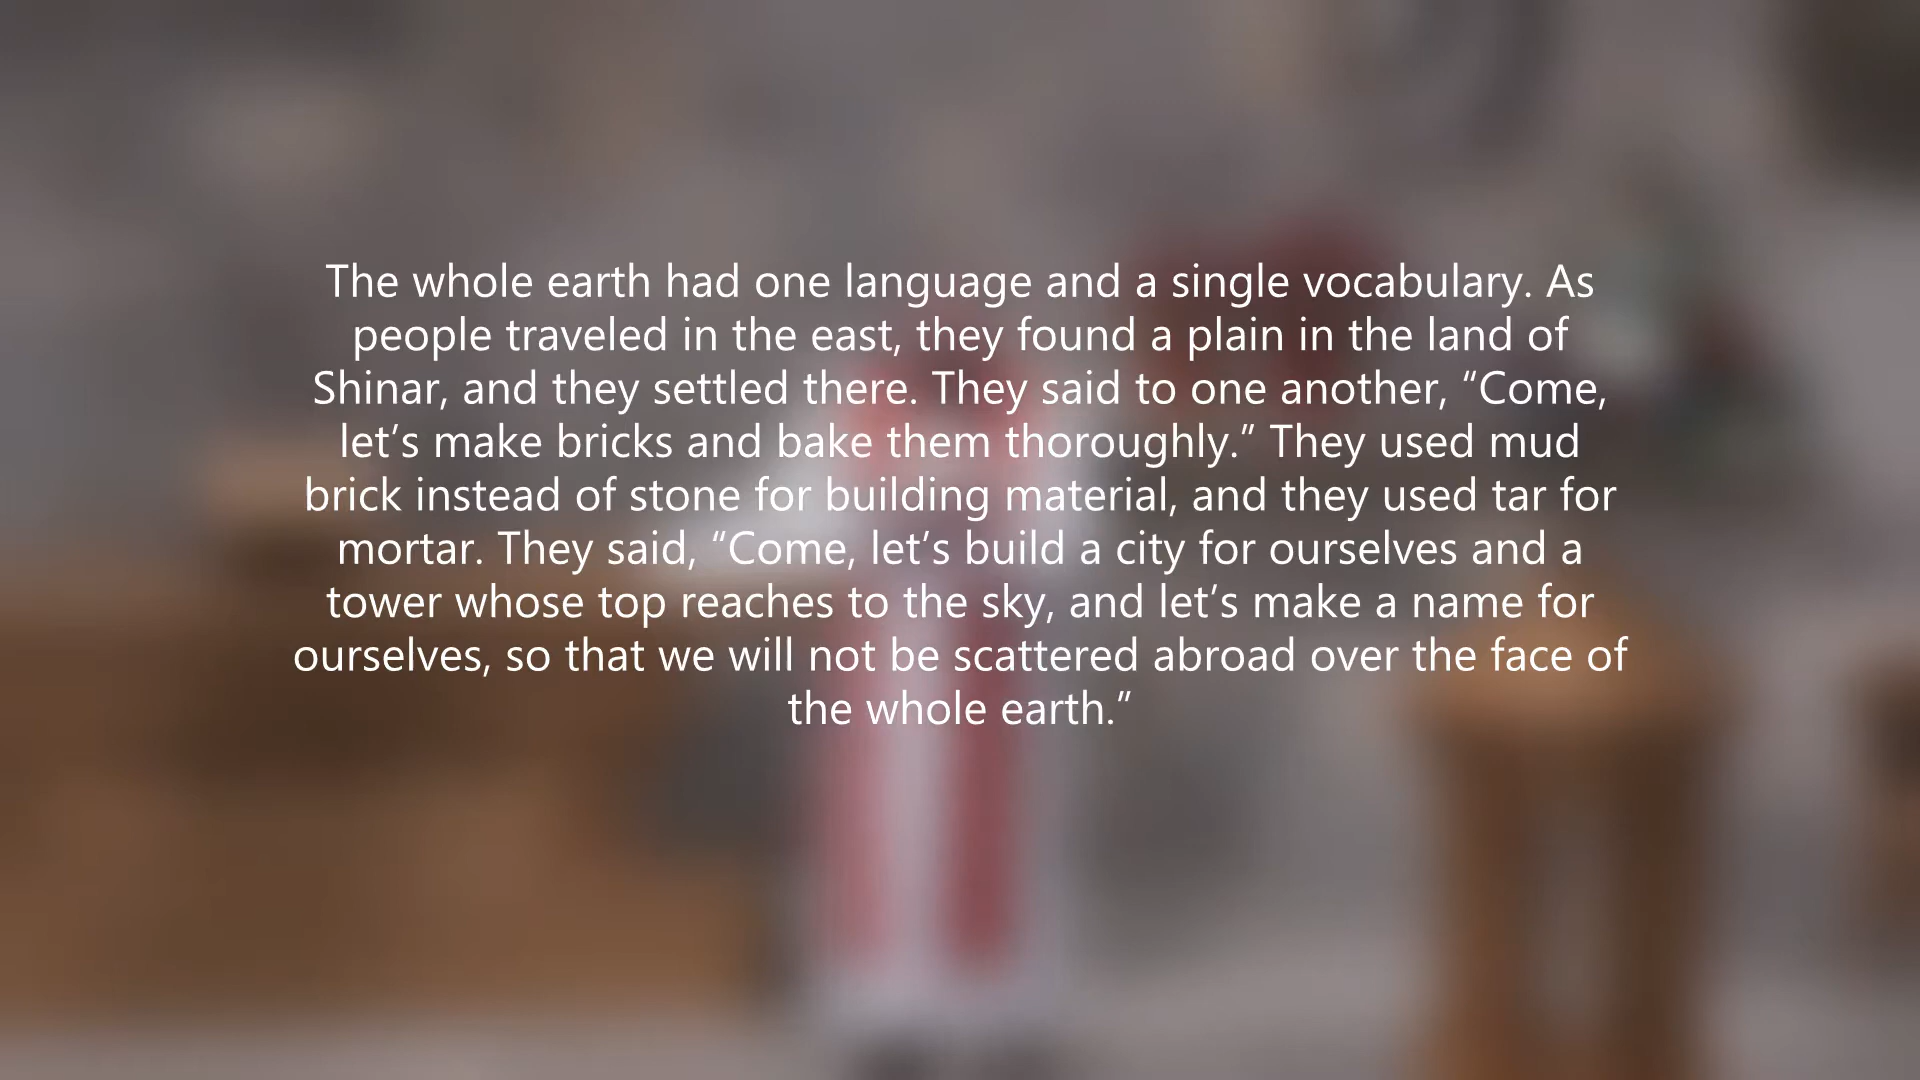 The whole earth had one language and a single vocabulary. As
people traveled in the east, they found a plain in the land of
Shinar, and they settled there. They said to one another, “Come,
let’s make bricks and bake them thoroughly.” They used mud
brick instead of stone for building material, and they used tar for
mortar. They said, “Come, let’s build a city for ourselves and a
tower whose top reaches to the sky, and let’s make a name for
ourselves, so that we will not be scattered abroad over the face of
the whole earth.”